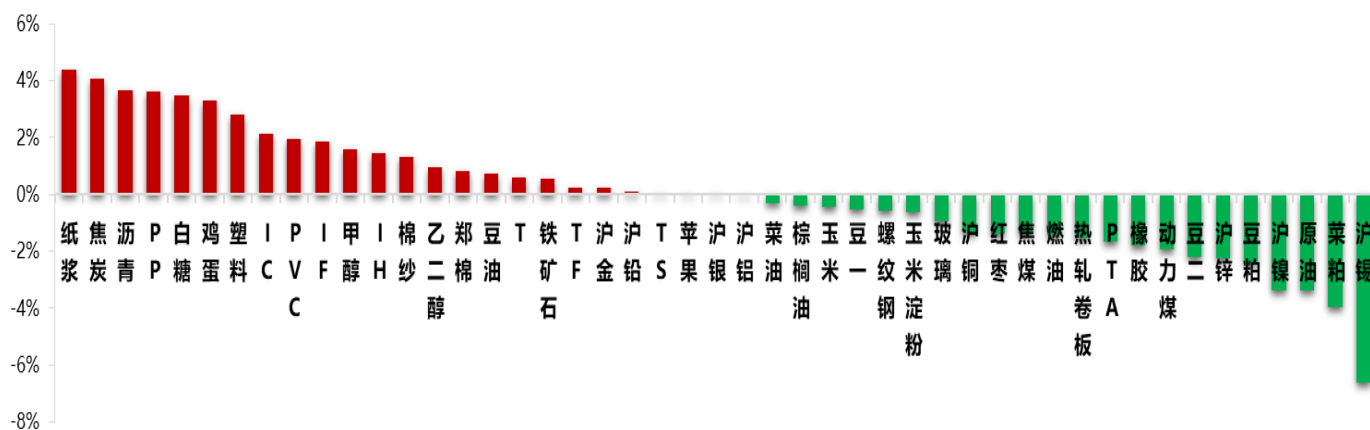 6%
4%
2%
0%
-2%
-4%
-6%
-8%
纸浆
焦炭
沥青
PP
白糖
鸡蛋
塑料
IC
PVC
IF
甲醇
IH
棉纱
乙二醇
郑棉
豆油
T
铁矿石
TF
沪金
沪铅
TS
苹果
沪银
沪铝
菜油
棕榈油
玉米
豆一
螺纹钢
玉米淀粉
玻璃
沪铜
红枣
焦煤
燃油
热轧卷板
PTA
橡胶
动力煤
豆二
沪锌
豆粕
沪镍
原油
菜粕
沪锡